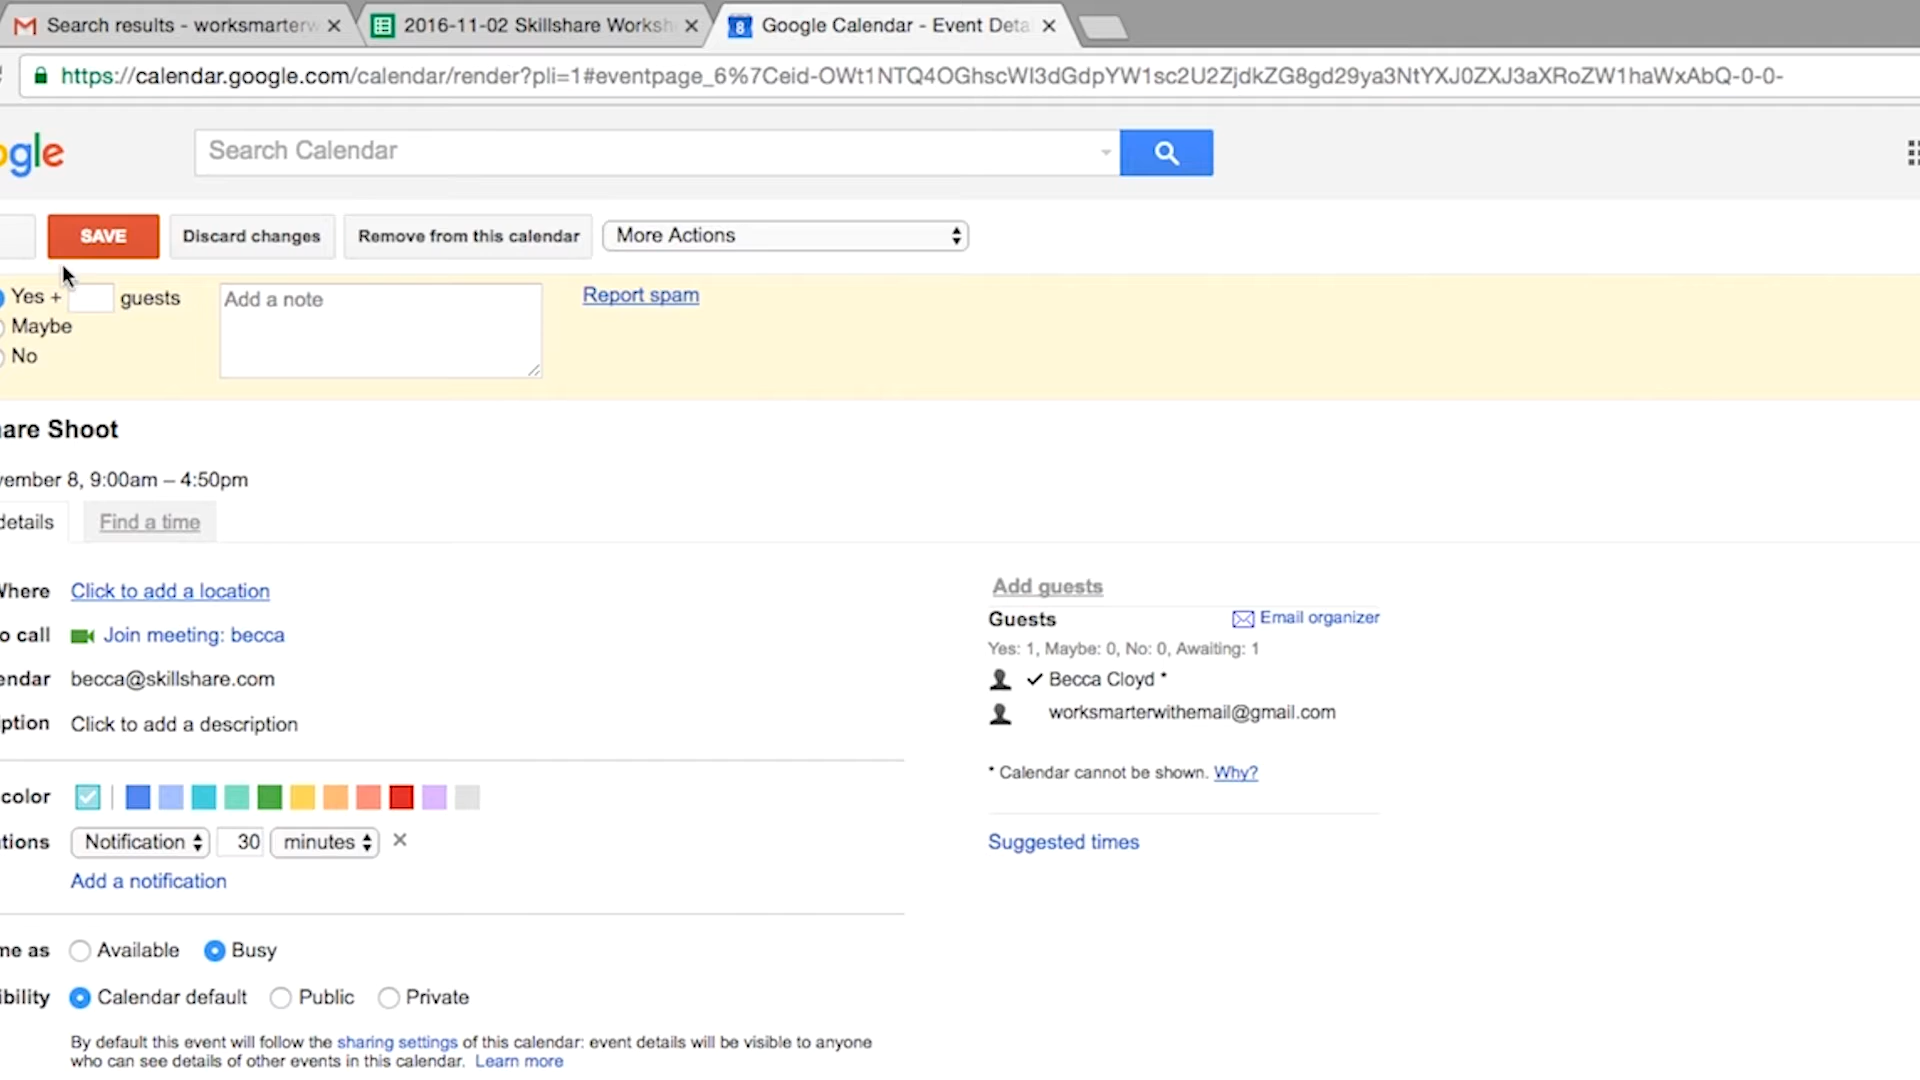 Search results - worksmarterw
2016-11-02 Skillshare Worksh
8 Google Calendar - Event Deta
https://calendar.google.com/calendar/render?pli=1#eventpage_6%7Ceid-OWt1NTQ4OGhscWI3dGdpYW1sc2U2ZjdkZG8gd29ya3NtYXJ0ZXJ3aXRoZW1haWxAbQ-0-0-
ogle
Search Calendar
SAVE Discard changes Remove from this calendar More Actions
Yes + guests Add a note Report spam
Maybe
No
are Shoot
vember 8, 9:00am – 4:50pm
details Find a time
Where Click to add a location
o call Join meeting: becca
endar becca@skillshare.com
ption Click to add a description
color
tions Notification 30 minutes
Add a notification
me as Available Busy
ibility Calendar default Public Private
By default this event will follow the sharing settings of this calendar: event details will be visible to anyone
who can see details of other events in this calendar. Learn more
Add guests
Guests Email organizer
Yes: 1, Maybe: 0, No: 0, Awaiting: 1
Becca Cloyd *
worksmarterwithemail@gmail.com
* Calendar cannot be shown. Why?
Suggested times